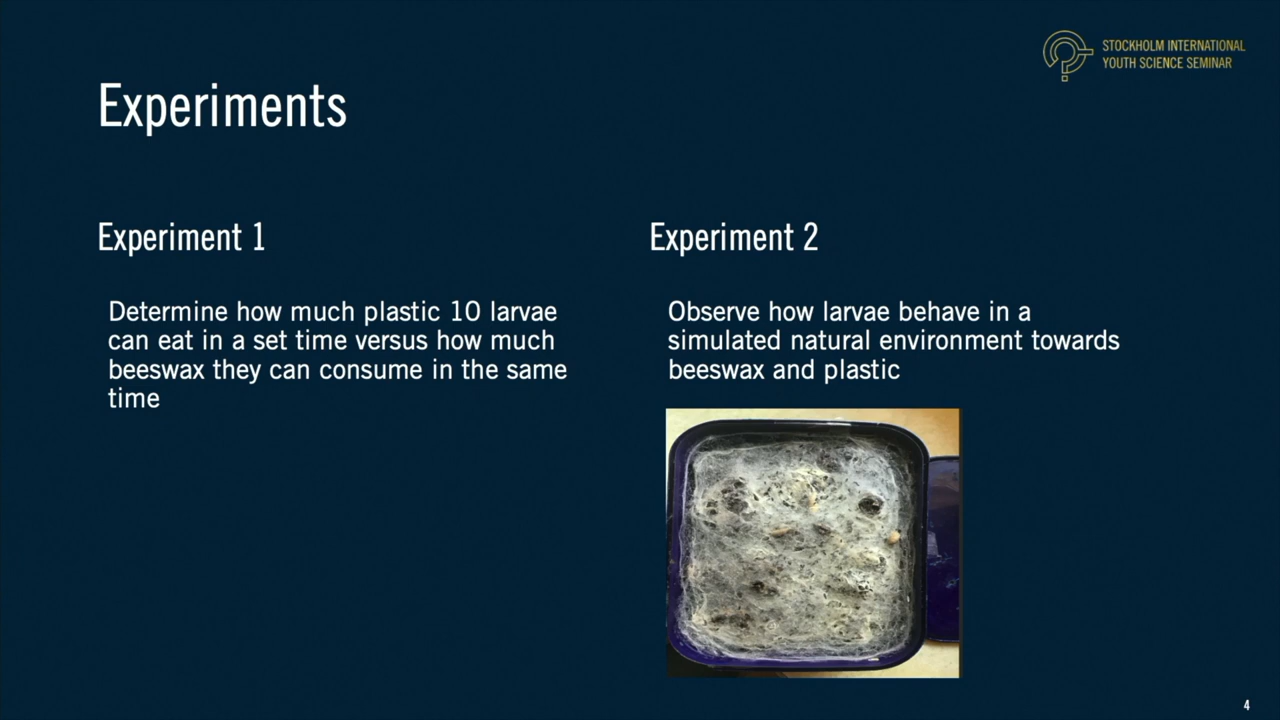 STOCKHOLM INTERNATIONAL
YOUTH SCIENCE SEMINAR
Experiments
Experiment 1
Determine how much plastic 10 larvae
can eat in a set time versus how much
beeswax they can consume in the same
time
Experiment 2
Observe how larvae behave in a
simulated natural environment towards
beeswax and plastic
4